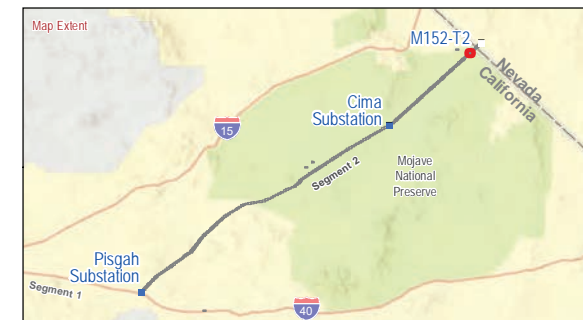 Map Extent
M152-T2
Nevada
California
Cima
Substation
15
Mojave
National
Preserve
Segment 2
Pisgah
Substation
Segment 1
40